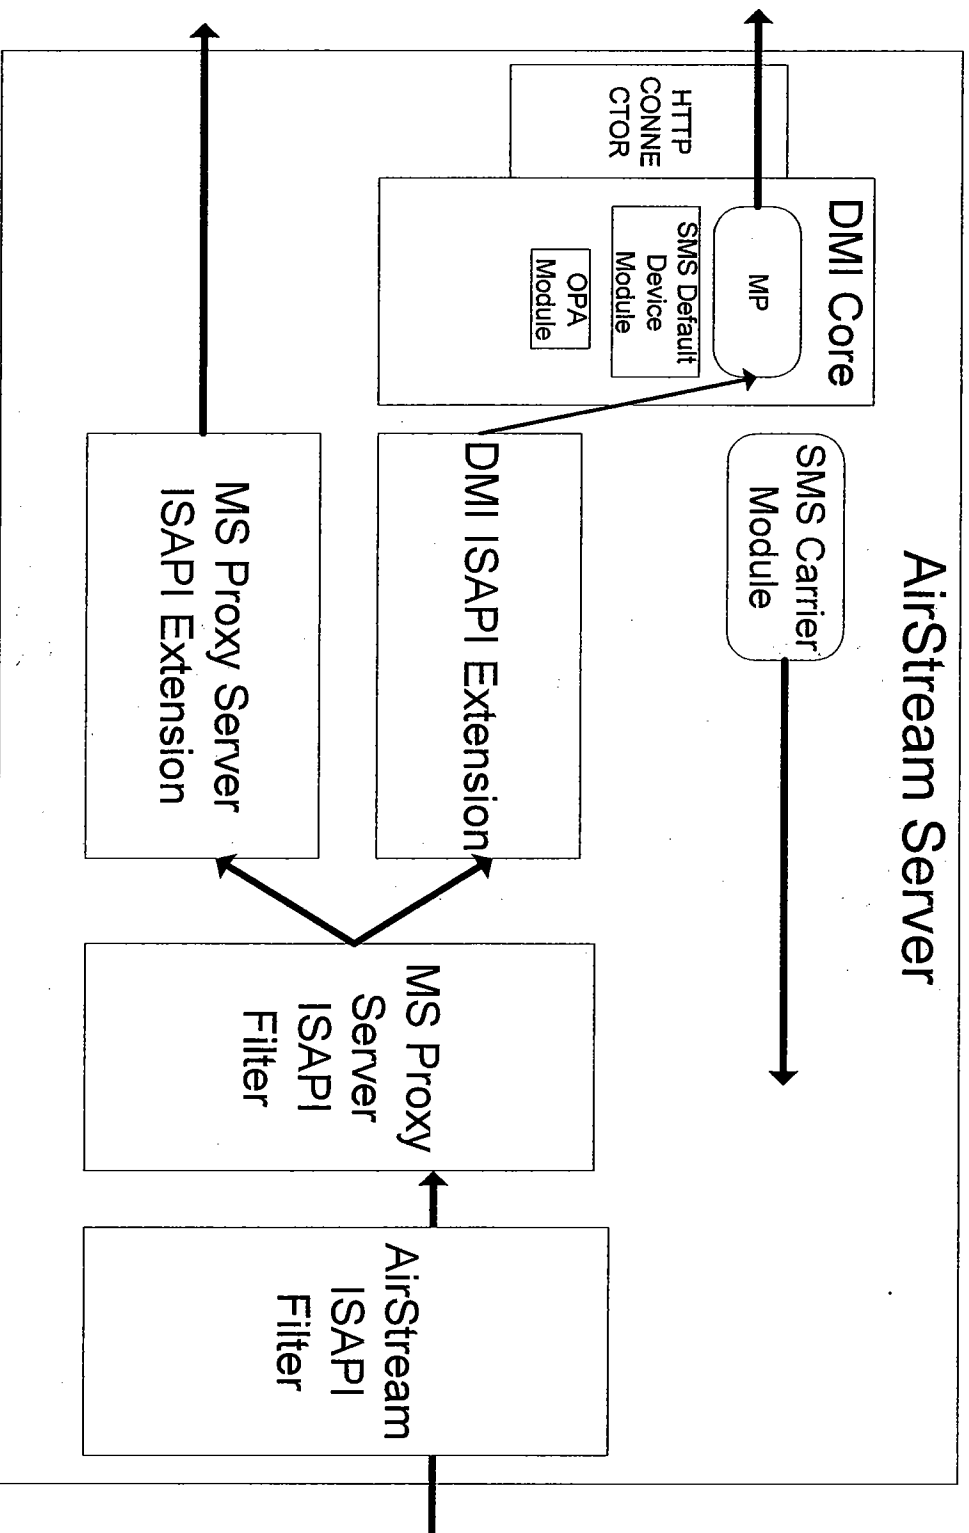 AirStream Server
DMI Core
MP
SMS Default
Device
Module
OPA
Module
HTTP
CONNE
CTOR
SMS Carrier
Module
DMI ISAPI Extension
MS Proxy Server
ISAPI Extension
MS Proxy
Server
ISAPI
Filter
AirStream
ISAPI
Filter